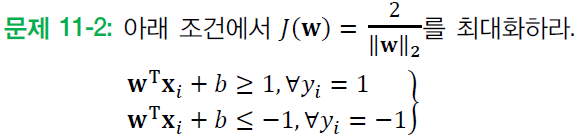 문제 11-2: 아래 조건에서 J(𝐰) = 2 / ‖𝐰‖₂ 를 최대화하라.
𝐰ᵀ𝐱ᵢ + b ≥ 1, ∀yᵢ = 1
𝐰ᵀ𝐱ᵢ + b ≤ −1, ∀yᵢ = −1 }